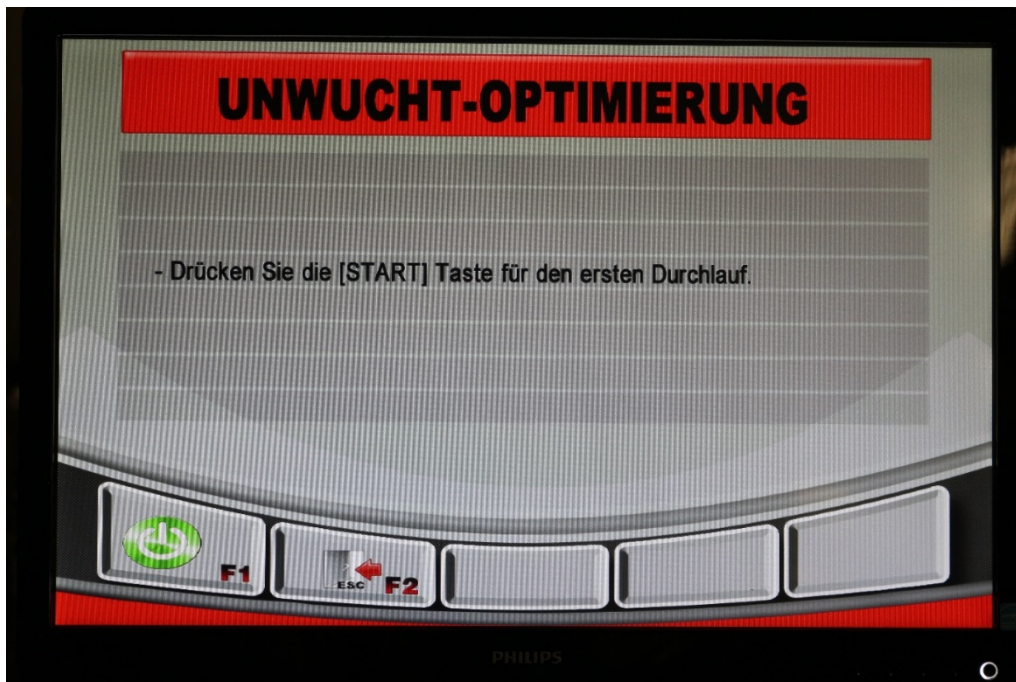 UNWUCHT-OPTIMIERUNG
- Drücken Sie die [START] Taste für den ersten Durchlauf.
F1
ESC F2
PHILIPS